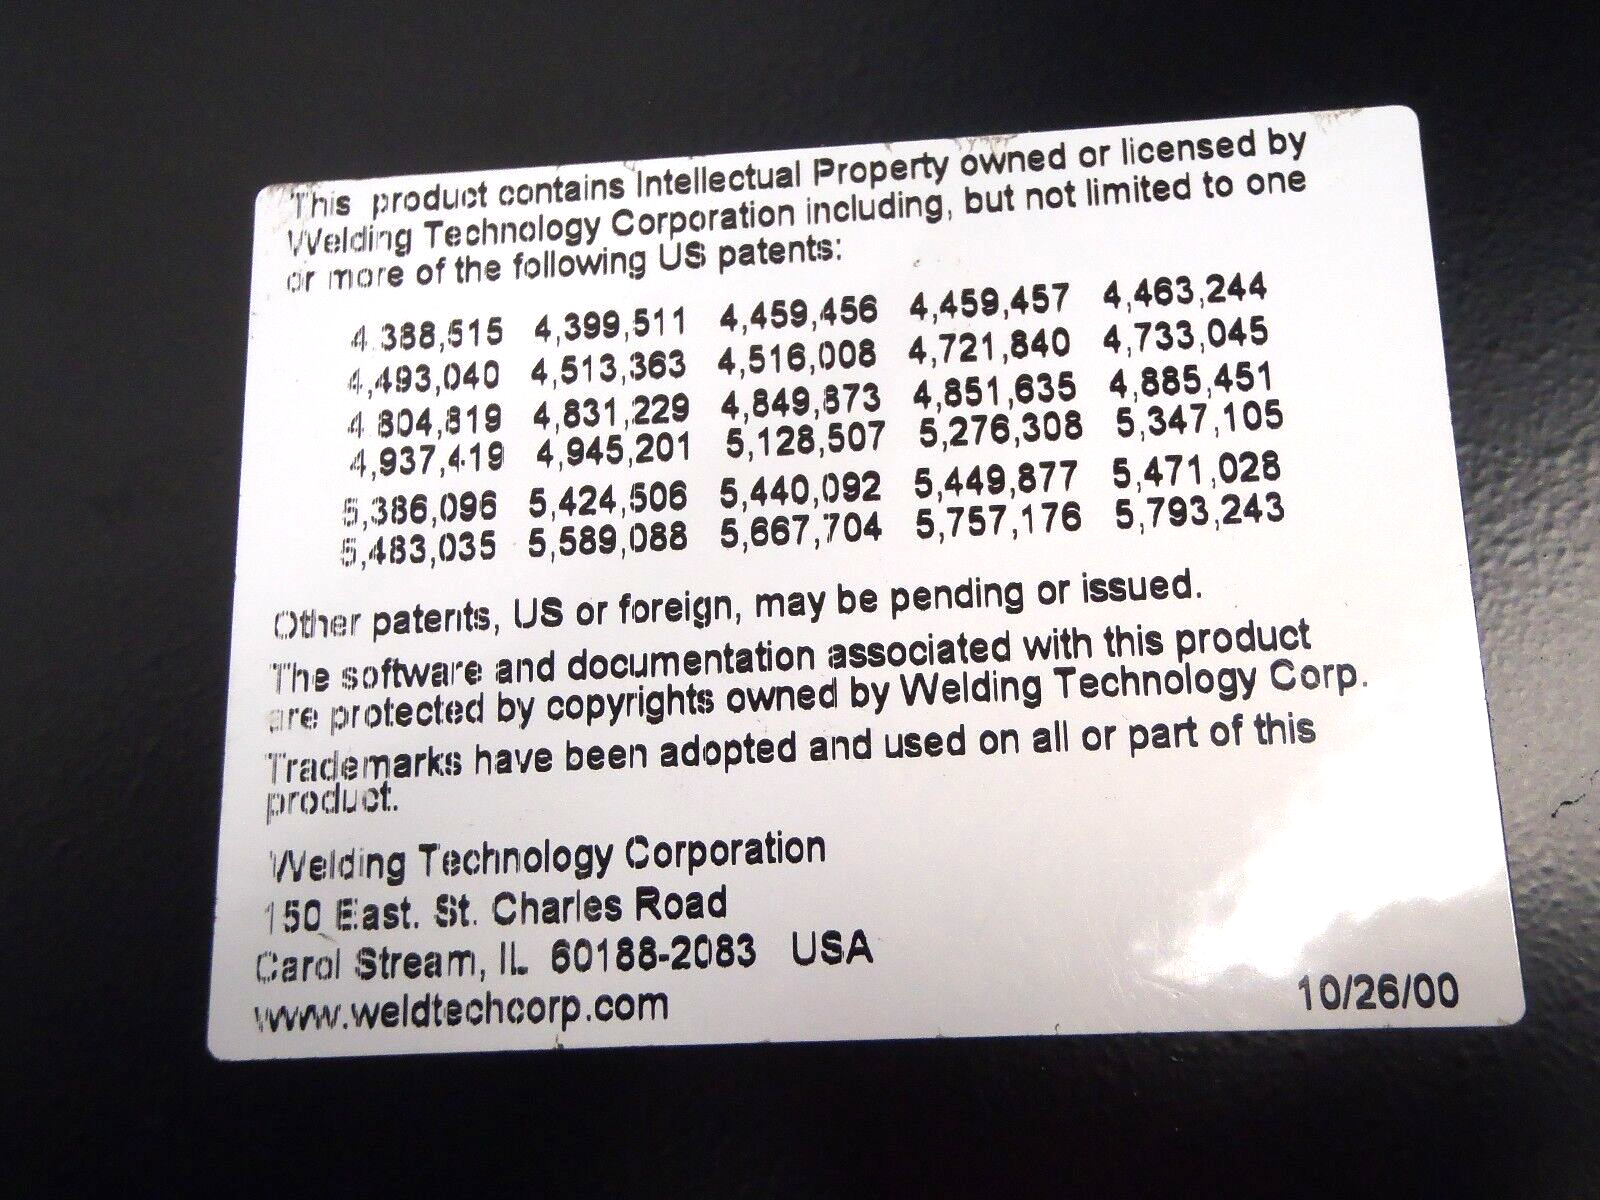 This product contains Intellectual Property owned or licensed by
Welding Technology Corporation including, but not limited to one
or more of the following US patents:
4,388,515 4,399,511 4,459,456 4,459,457 4,463,244
4,493,040 4,513,363 4,516,008 4,721,840 4,733,045
4,804,819 4,831,229 4,849,873 4,851,635 4,885,451
4,937,419 4,945,201 5,128,507 5,276,308 5,347,105
5,386,096 5,424,506 5,440,092 5,449,877 5,471,028
5,483,035 5,589,088 5,667,704 5,757,176 5,793,243
Other patents, US or foreign, may be pending or issued.
The software and documentation associated with this product
are protected by copyrights owned by Welding Technology Corp.
Trademarks have been adopted and used on all or part of this
product.
Welding Technology Corporation
150 East. St. Charles Road
Carol Stream, IL 60188-2083 USA
www.weldtechcorp.com
10/26/00